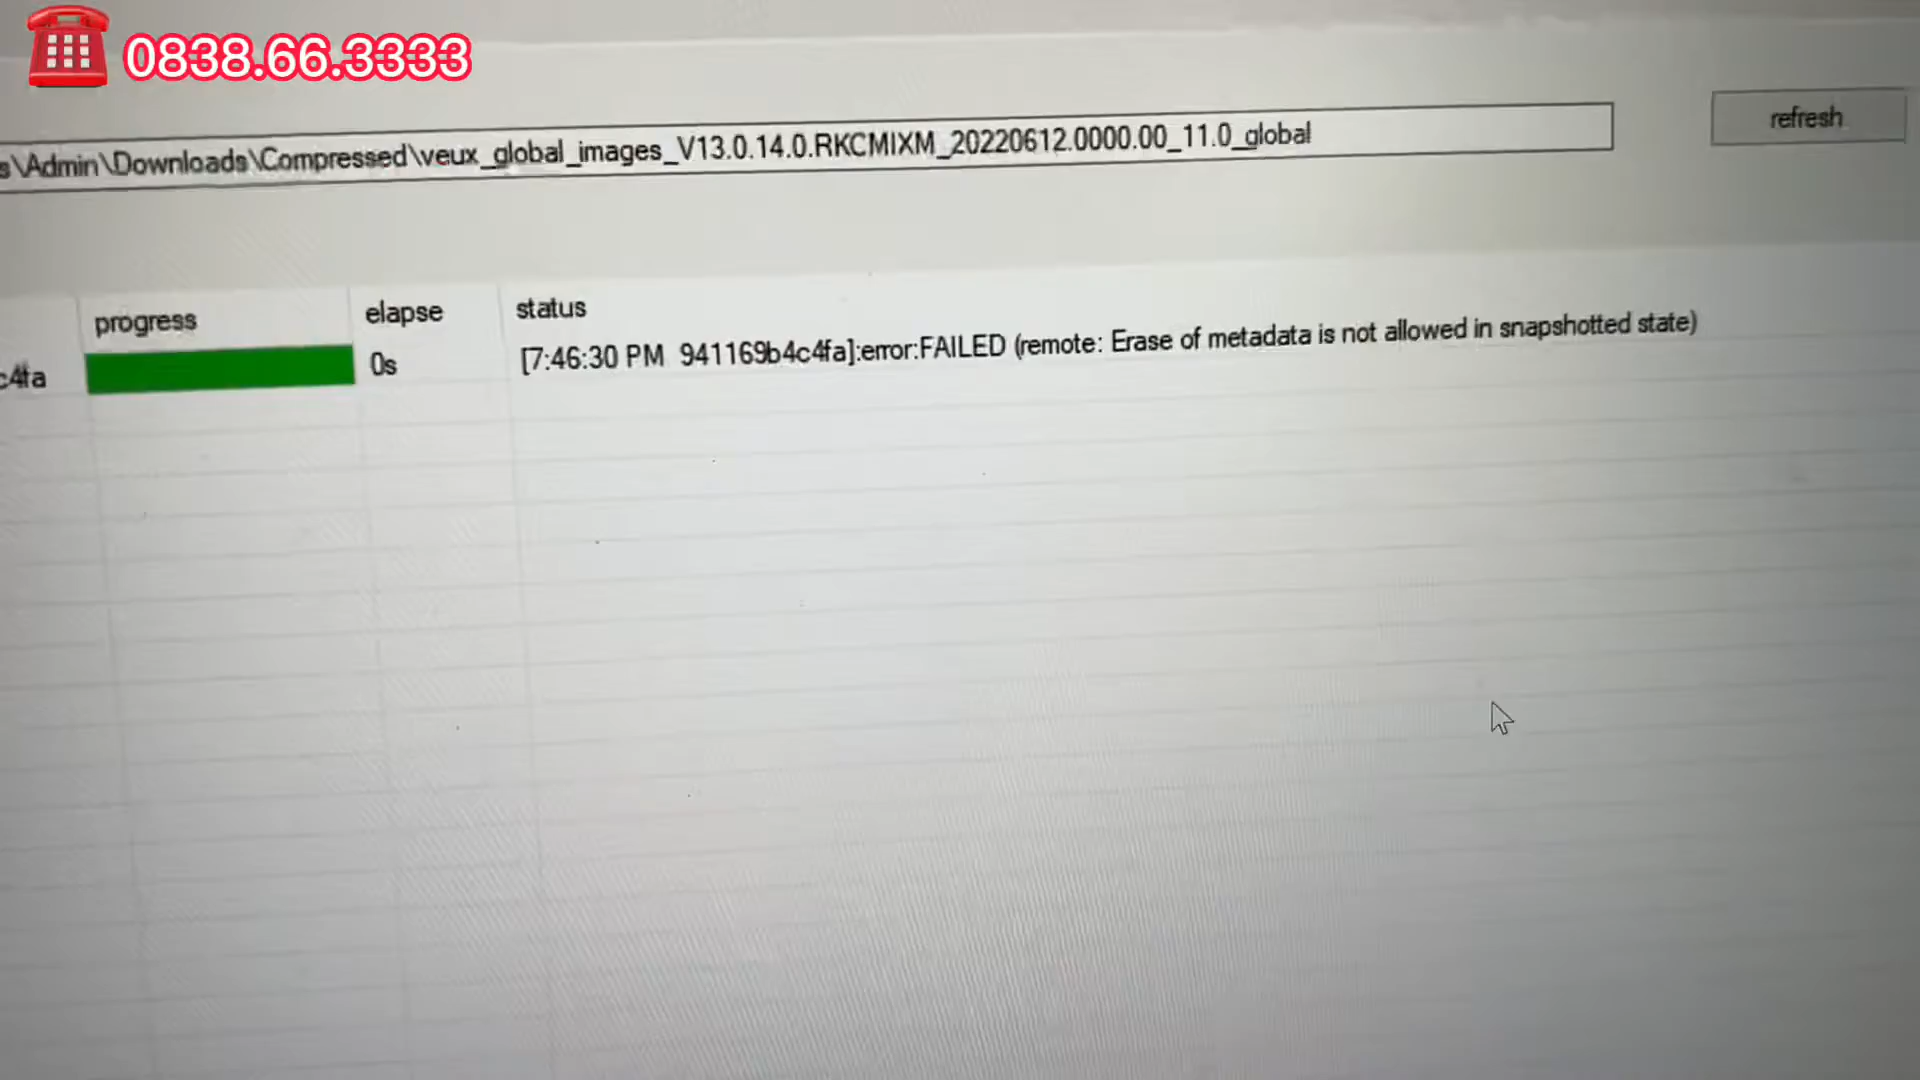 0838.66.3333
refresh
s\Admin\Downloads\Compressed\veux_global_images_V13.0.14.0.RKCMIXM_20220612.0000.00_11.0_global
progress elapse status
c4fa 0s [7:46:30 PM 941169b4c4fa]:error:FAILED (remote: Erase of metadata is not allowed in snapshotted state)